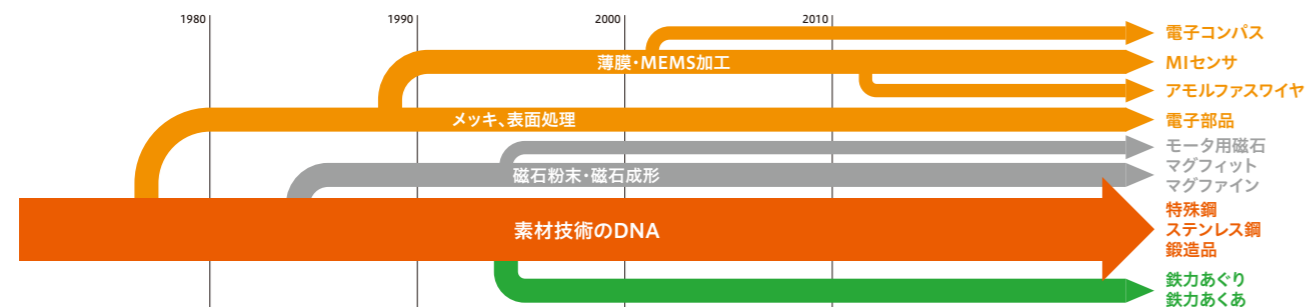 1980
1990
2000
2010
電子コンパス
薄膜・MEMS加工
MIセンサ
アモルファスワイヤ
メッキ、表面処理
電子部品
モータ用磁石
磁石粉末・磁石成形
マグフィット
マグファイン
素材技術のDNA
特殊鋼
ステンレス鋼
鍛造品
鉄力あぐり
鉄力あくあ